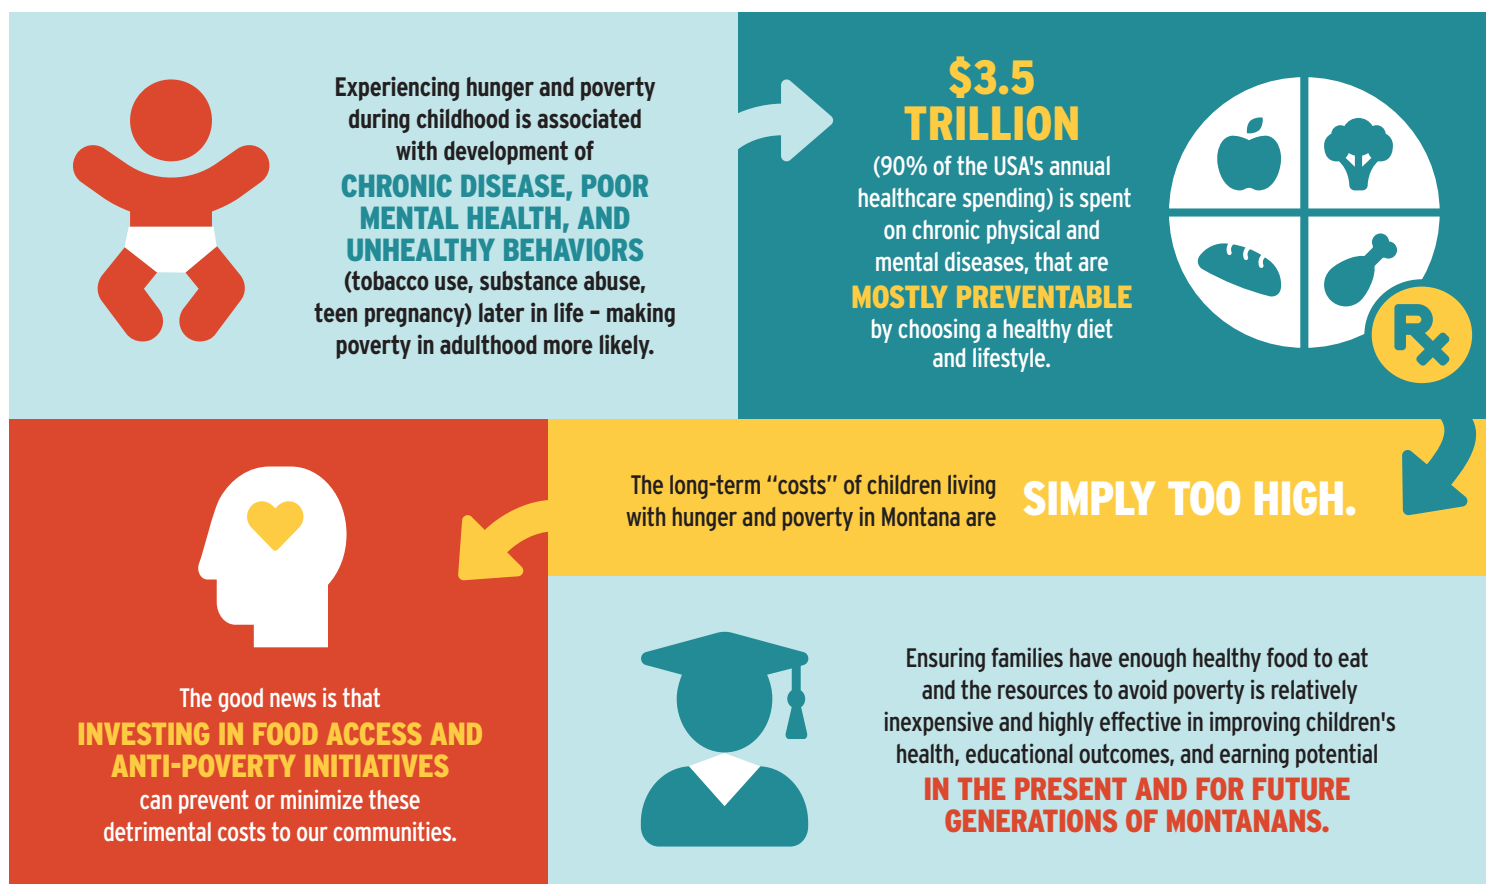 Experiencing hunger and poverty
during childhood is associated
with development of
CHRONIC DISEASE, POOR
MENTAL HEALTH, AND
UNHEALTHY BEHAVIORS
(tobacco use, substance abuse,
teen pregnancy) later in life – making
poverty in adulthood more likely.
$3.5
TRILLION
(90% of the USA's annual
healthcare spending) is spent
on chronic physical and
mental diseases, that are
MOSTLY PREVENTABLE
by choosing a healthy diet
and lifestyle.
Rx
The long-term “costs” of children living
with hunger and poverty in Montana are
SIMPLY TOO HIGH.
The good news is that
INVESTING IN FOOD ACCESS AND
ANTI-POVERTY INITIATIVES
can prevent or minimize these
detrimental costs to our communities.
Ensuring families have enough healthy food to eat
and the resources to avoid poverty is relatively
inexpensive and highly effective in improving children's
health, educational outcomes, and earning potential
IN THE PRESENT AND FOR FUTURE
GENERATIONS OF MONTANANS.